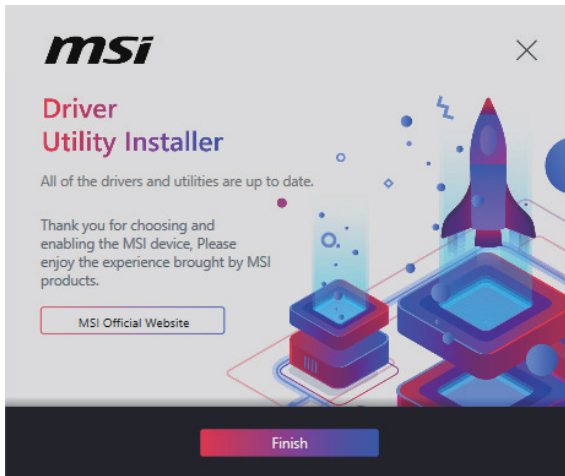 msi
Driver
Utility Installer
All of the drivers and utilities are up to date.
Thank you for choosing and
enabling the MSI device, Please
enjoy the experience brought by MSI
products.
MSI Official Website
Finish